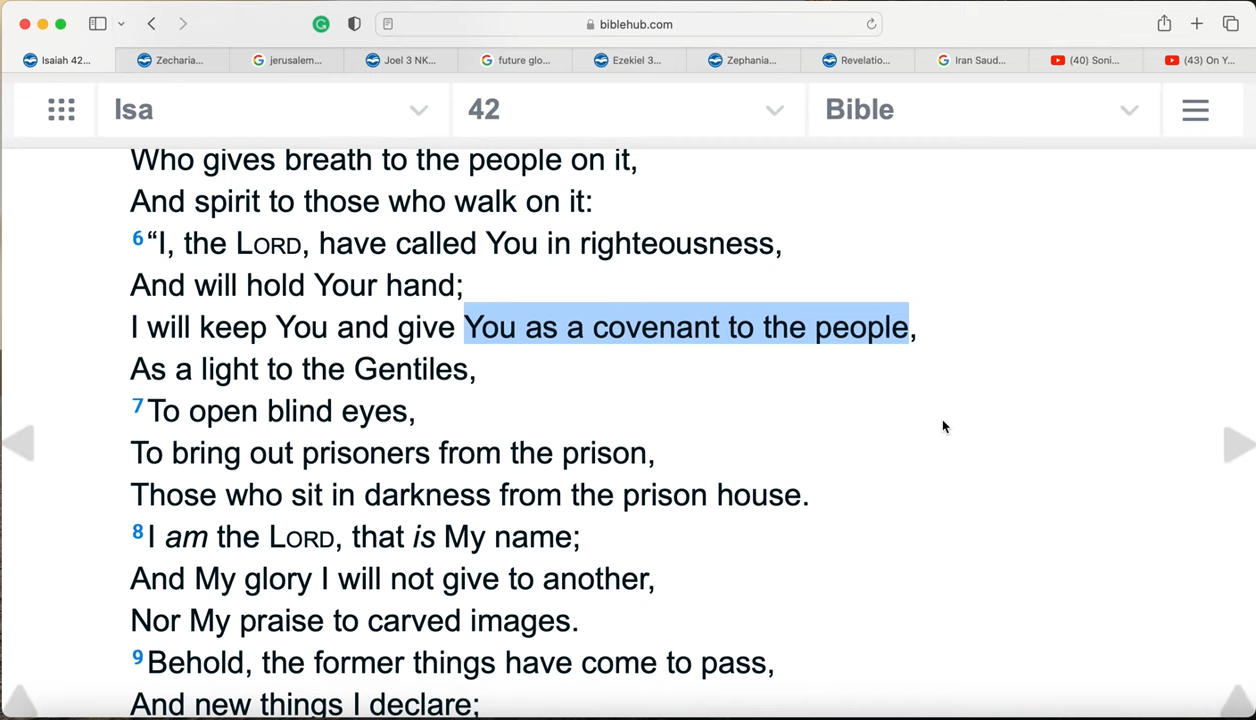 biblehub.com
Isaiah 42...
Zecharia...
jerusalem...
Joel 3 NK...
future glo...
Ezekiel 3...
Zephania...
Revelatio...
Iran Saud...
(40) Soni...
(43) On Y...
Isa
42
Bible
Who gives breath to the people on it,
And spirit to those who walk on it:
6 “I, the LORD, have called You in righteousness,
And will hold Your hand;
I will keep You and give You as a covenant to the people,
As a light to the Gentiles,
7 To open blind eyes,
To bring out prisoners from the prison,
Those who sit in darkness from the prison house.
8 I am the LORD, that is My name;
And My glory I will not give to another,
Nor My praise to carved images.
9 Behold, the former things have come to pass,
And new things I declare;